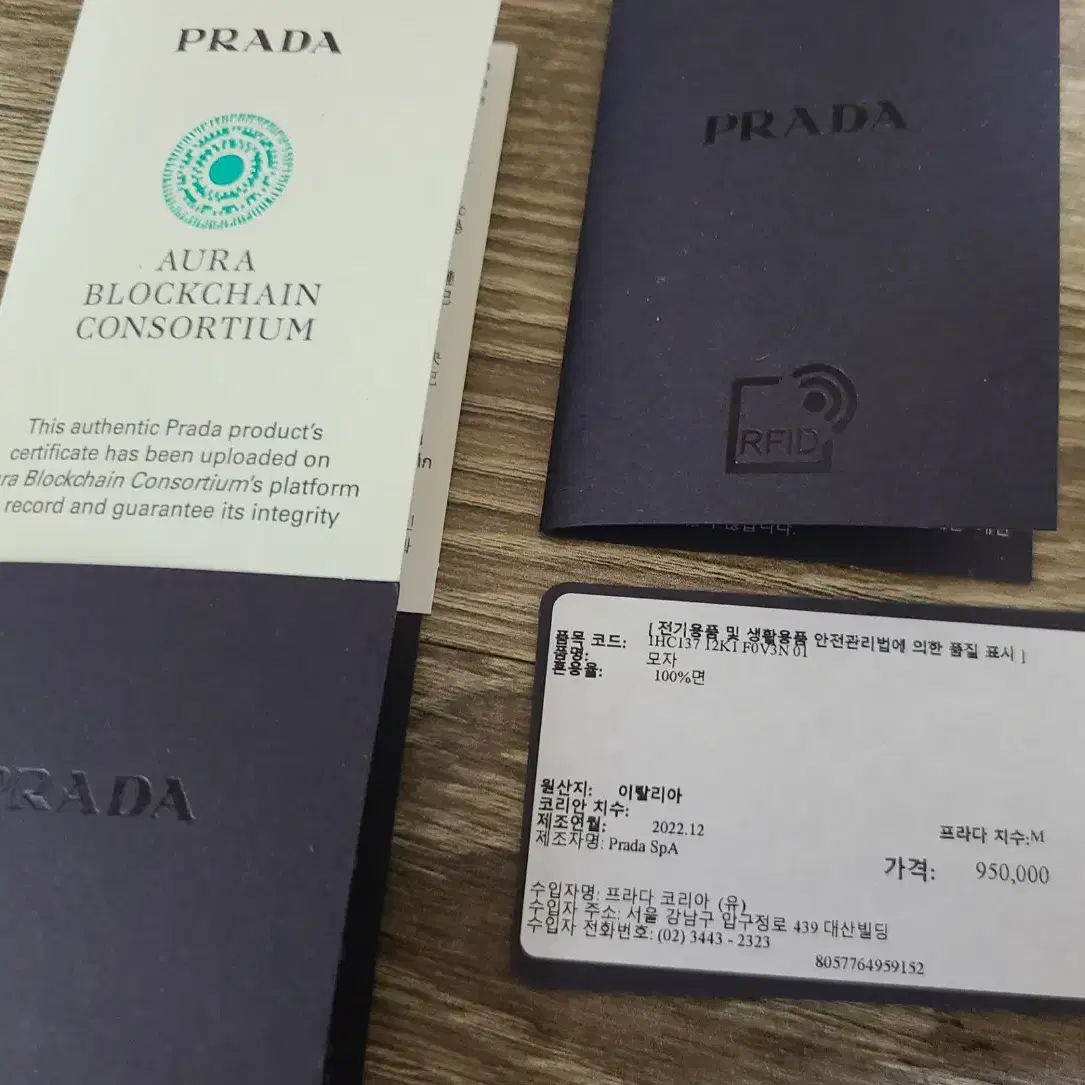 PRADA
AURA
BLOCKCHAIN
CONSORTIUM
This authentic Prada product's
certificate has been uploaded on
ra Blockchain Consortium's platform
record and guarantee its integrity
in
PRADA
PRADA
RFID
않습니다.
[ 전기용품 및 생활용품 안전관리법에 의한 품질 표시 ]
품목 코드: 1HC137 12K1 F0V3N 01
품명: 모자
혼용율: 100%면
원산지: 이탈리아
코리안 치수:
제조연월: 2022.12
프라다 치수:M
제조자명: Prada SpA
가격: 950,000
수입자명: 프라다 코리아 (유)
수입자 주소: 서울 강남구 압구정로 439 대산빌딩
수입자 전화번호: (02) 3443 - 2323
8057764959152